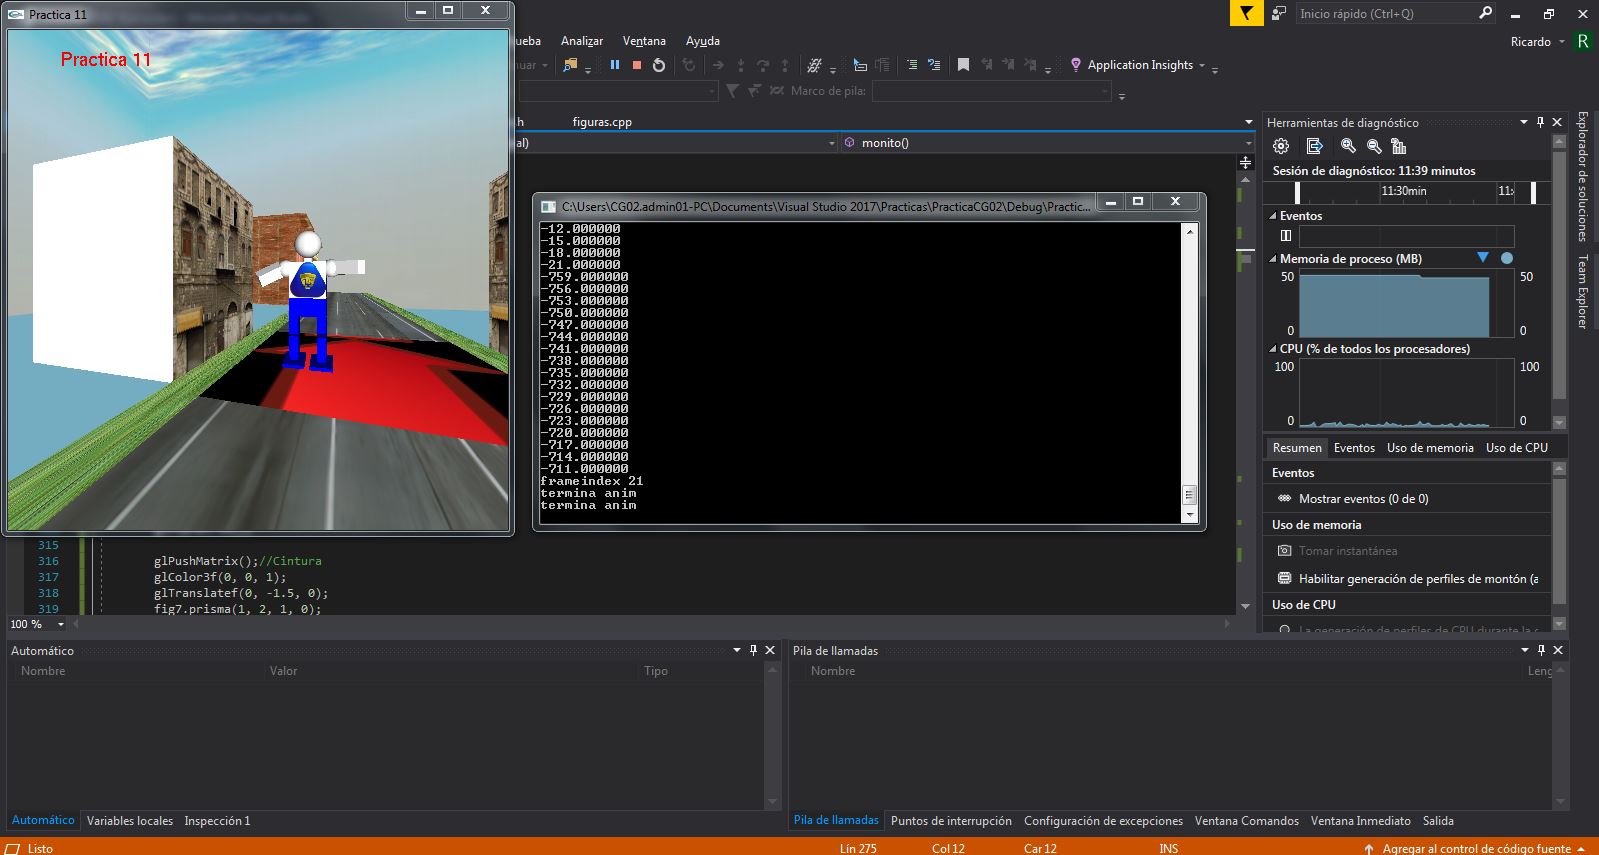 Practica 11
Practica 11
Inicio rápido (Ctrl+Q)
ueba Analizar Ventana Ayuda
Ricardo R
nuar
Application Insights
Marco de pila:
.h figuras.cpp
al) monito()
C:\Users\CG02.admin01-PC\Documents\Visual Studio 2017\Practicas\PracticaCG02\Debug\Practic...
-12.000000
-15.000000
-18.000000
-21.000000
-759.000000
-756.000000
-753.000000
-750.000000
-747.000000
-744.000000
-741.000000
-738.000000
-735.000000
-732.000000
-729.000000
-726.000000
-723.000000
-720.000000
-717.000000
-714.000000
-711.000000
frameindex 21
termina anim
termina anim
315
316 glPushMatrix();//Cintura
317 glColor3f(0, 0, 1);
318 glTranslatef(0, -1.5, 0);
319 fig7.prisma(1, 2, 1, 0);
100 %
Herramientas de diagnóstico
Sesión de diagnóstico: 11:39 minutos
11:30min 11:
Eventos
Memoria de proceso (MB)
50 50
0 0
CPU (% de todos los procesadores)
100 100
0 0
Resumen Eventos Uso de memoria Uso de CPU
Eventos
Mostrar eventos (0 de 0)
Uso de memoria
Tomar instantánea
Habilitar generación de perfiles de montón (a
Uso de CPU
La generación de perfiles de CPU durante la
Explorador de soluciones
Team Explorer
Automático
Nombre Valor Tipo
Automático Variables locales Inspección 1
Pila de llamadas
Nombre Leng
Pila de llamadas Puntos de interrupción Configuración de excepciones Ventana Comandos Ventana Inmediato Salida
Listo Lín 275 Col 12 Car 12 INS Agregar al control de código fuente